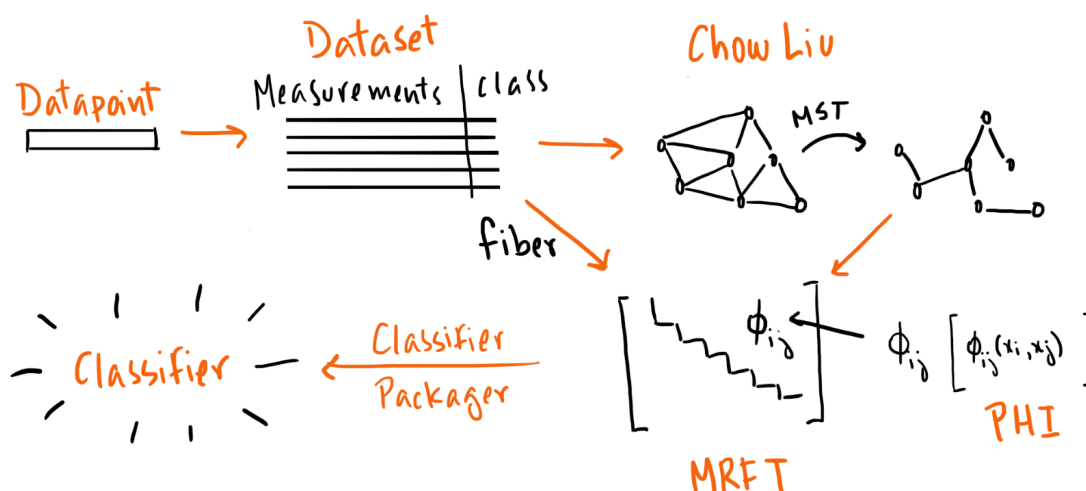 Dataset
Chow Liu
Datapoint
Measurements
class
MST
fiber
ϕij
ϕij [ϕij(xi,xj)]
Classifier
Classifier
Packager
PHI
MRFT